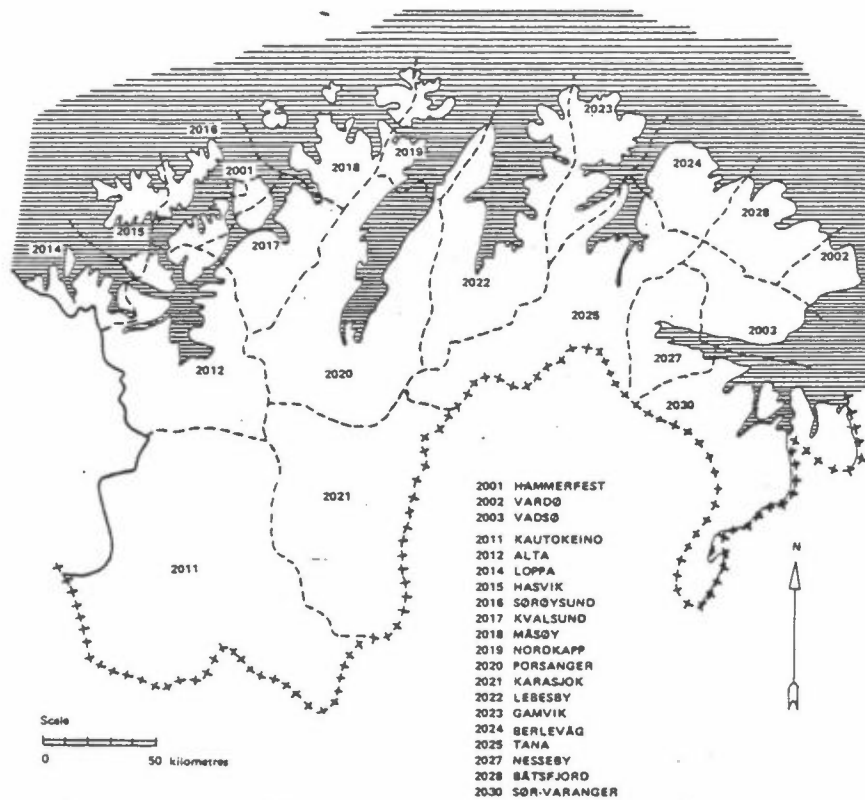 2023
2016
2024
2019
2018
2001
2028
2015
2017
2014
2002
2022
2025
2003
2027
2012
2020
2030
2021
2011
2001 HAMMERFEST
2002 VARDØ
2003 VADSØ
2011 KAUTOKEINO
2012 ALTA
2014 LOPPA
2015 HASVIK
2016 SØRØYSUND
2017 KVALSUND
2018 MÅSØY
2019 NORDKAPP
2020 PORSANGER
2021 KARASJOK
2022 LEBESBY
2023 GAMVIK
2024 BERLEVÅG
2025 TANA
2027 NESSEBY
2028 BÅTSFJORD
2030 SØR-VARANGER
N
Scale
0 50 kilometres